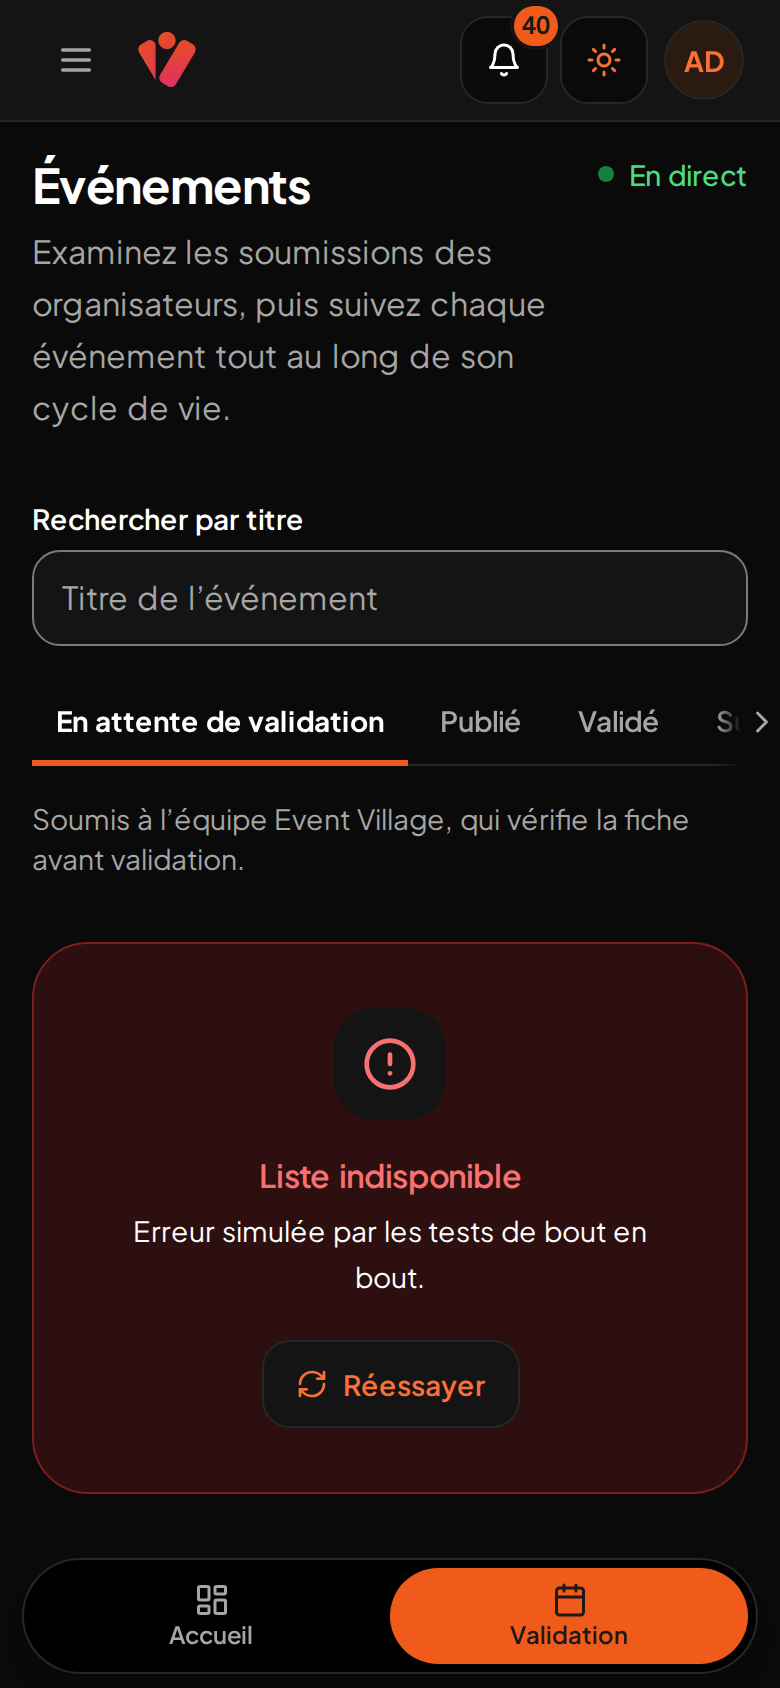 40
AD
Événements
En direct
Examinez les soumissions des
organisateurs, puis suivez chaque
événement tout au long de son
cycle de vie.
Rechercher par titre
Titre de l’événement
En attente de validation
Publié
Validé
Soumis à l’équipe Event Village, qui vérifie la fiche
avant validation.
Liste indisponible
Erreur simulée par les tests de bout en
bout.
Réessayer
Accueil
Validation